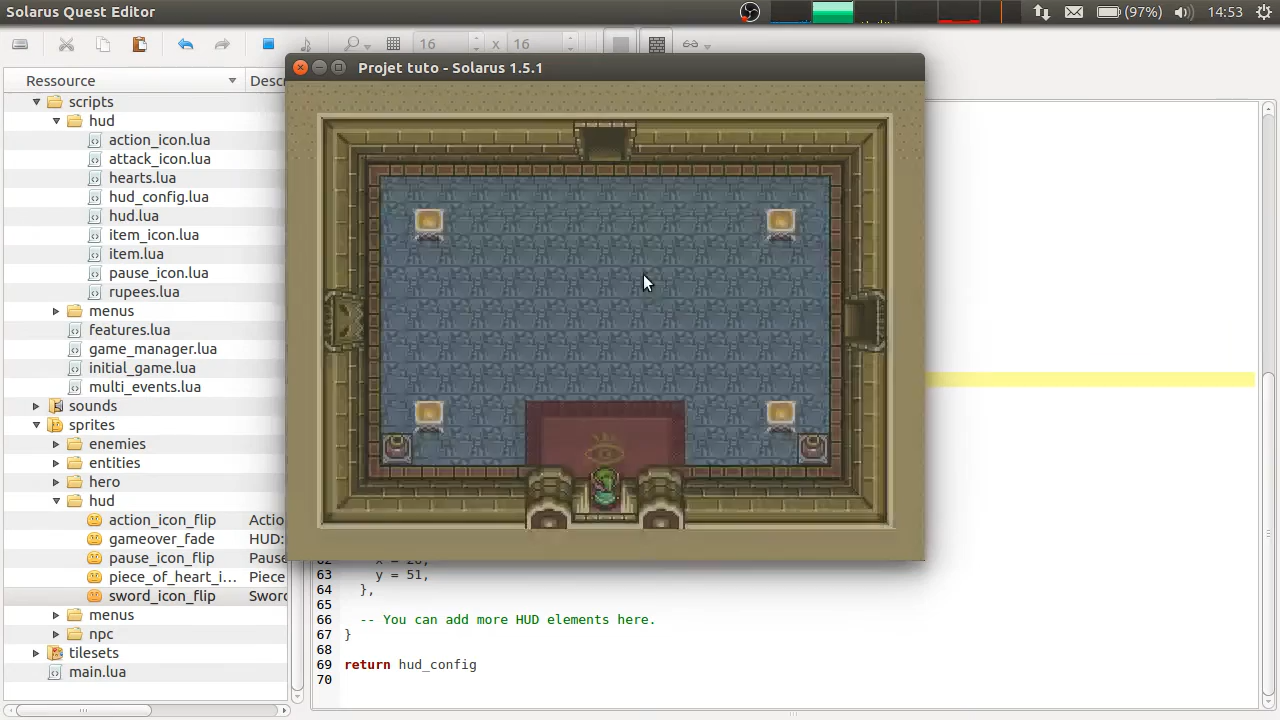 Solarus Quest Editor
(97%)
14:53
16 x 16
Ressource
Descr
Projet tuto - Solarus 1.5.1
scripts
hud
action_icon.lua
attack_icon.lua
hearts.lua
hud_config.lua
hud.lua
item_icon.lua
item.lua
pause_icon.lua
rupees.lua
menus
features.lua
game_manager.lua
initial_game.lua
multi_events.lua
sounds
sprites
enemies
entities
hero
hud
action_icon_flip Actio
gameover_fade HUD:
pause_icon_flip Pause
piece_of_heart_i... Piece
sword_icon_flip Sword
menus
npc
tilesets
main.lua
63 y = 51,
64 },
65
66 -- You can add more HUD elements here.
67 }
68
69 return hud_config
70